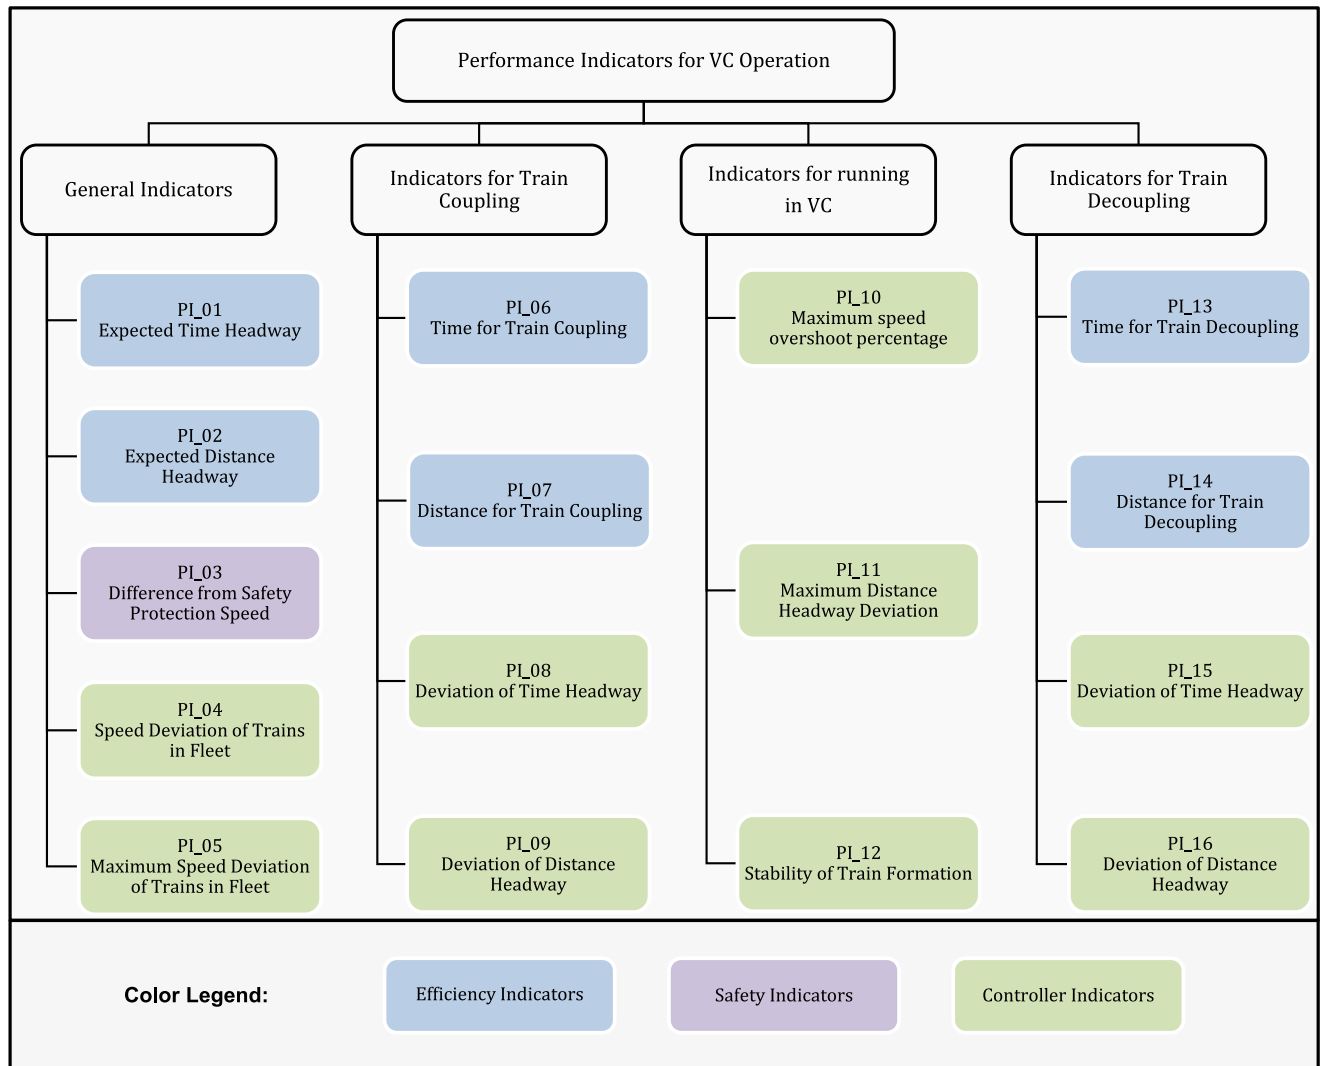 Performance Indicators for VC Operation
General Indicators
PI_01
Expected Time Headway
PI_02
Expected Distance
Headway
PI_03
Difference from Safety
Protection Speed
PI_04
Speed Deviation of Trains
in Fleet
PI_05
Maximum Speed Deviation
of Trains in Fleet
Indicators for Train
Coupling
PI_06
Time for Train Coupling
PI_07
Distance for Train Coupling
PI_08
Deviation of Time Headway
PI_09
Deviation of Distance
Headway
Indicators for running
in VC
PI_10
Maximum speed
overshoot percentage
PI_11
Maximum Distance
Headway Deviation
PI_12
Stability of Train Formation
Indicators for Train
Decoupling
PI_13
Time for Train Decoupling
PI_14
Distance for Train
Decoupling
PI_15
Deviation of Time Headway
PI_16
Deviation of Distance
Headway
Color Legend:
Efficiency Indicators
Safety Indicators
Controller Indicators